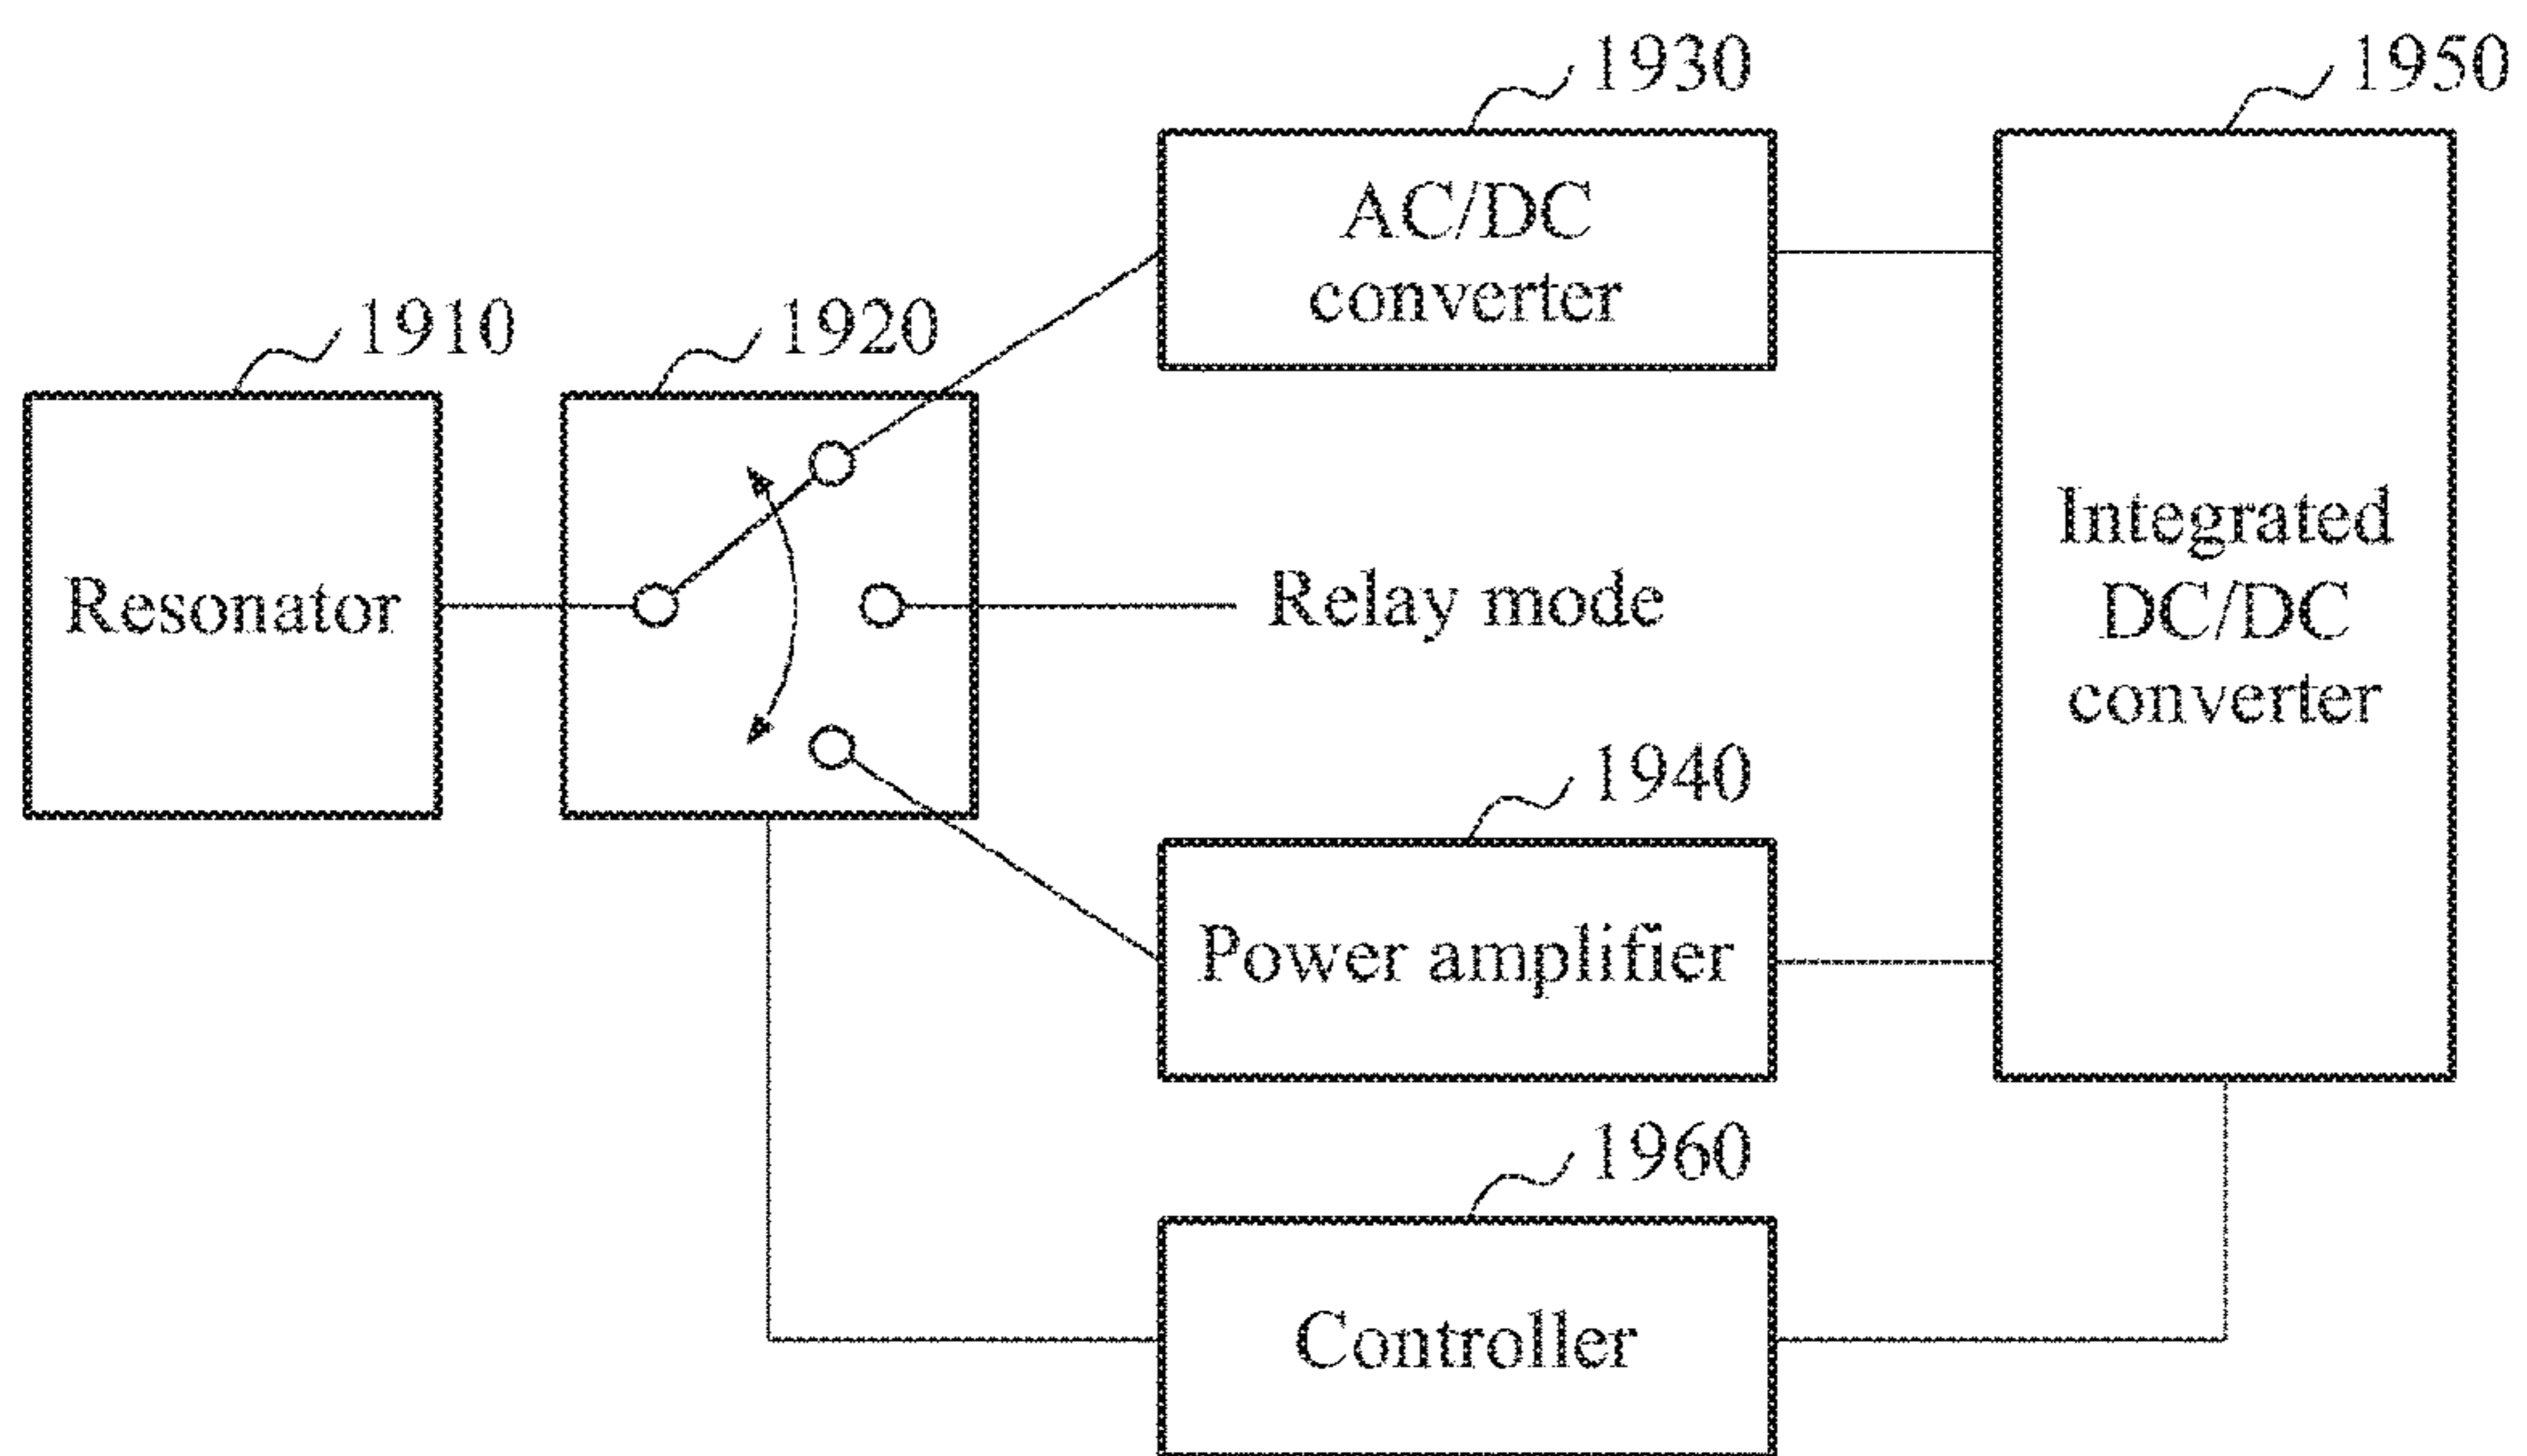 1930
1950
AC/DC
converter
1910
1920
Integrated
DC/DC
converter
Resonator
Relay mode
1940
Power amplifier
1960
Controller